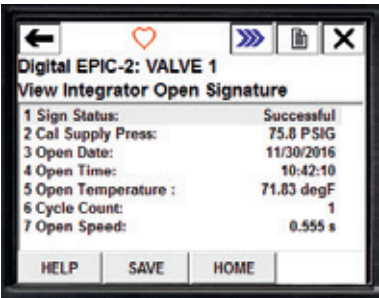 Digital EPIC-2: VALVE 1
View Integrator Open Signature
1 Sign Status: Successful
2 Cal Supply Press: 75.8 PSIG
3 Open Date: 11/30/2016
4 Open Time: 10:42:10
5 Open Temperature : 71.83 degF
6 Cycle Count: 1
7 Open Speed: 0.555 s
HELP SAVE HOME